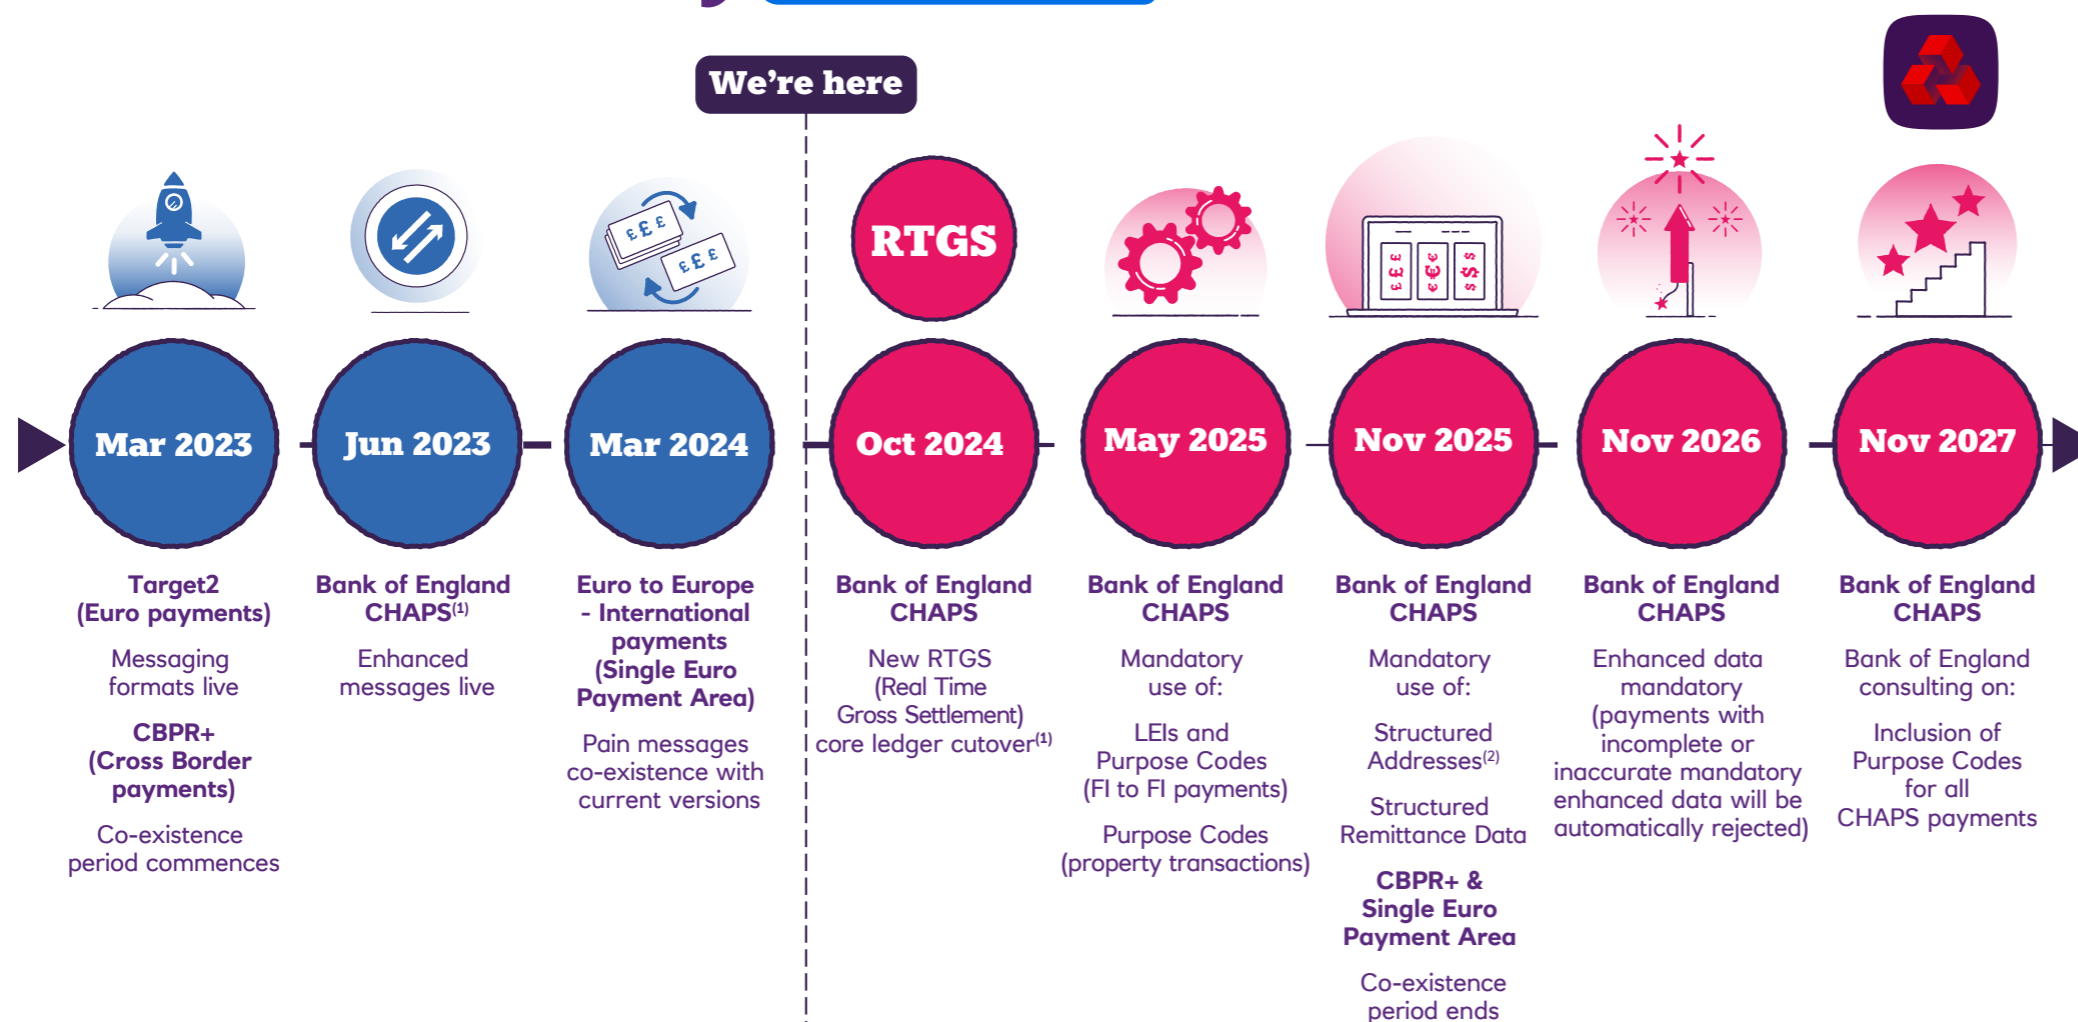 We're here
RTGS
Mar 2023
Jun 2023
Mar 2024
Oct 2024
May 2025
Nov 2025
Nov 2026
Nov 2027
Target2
(Euro payments)
Messaging
formats live
CBPR+
(Cross Border
payments)
Co-existence
period commences
Bank of England
CHAPS(1)
Enhanced
messages live
Euro to Europe
- International
payments
(Single Euro
Payment Area)
Pain messages
co-existence with
current versions
Bank of England
CHAPS
New RTGS
(Real Time
Gross Settlement)
core ledger cutover(1)
Bank of England
CHAPS
Mandatory
use of:
LEIs and
Purpose Codes
(FI to FI payments)
Purpose Codes
(property transactions)
Bank of England
CHAPS
Mandatory
use of:
Structured
Addresses(2)
Structured
Remittance Data
CBPR+ &
Single Euro
Payment Area
Co-existence
period ends
Bank of England
CHAPS
Enhanced data
mandatory
(payments with
incomplete or
inaccurate mandatory
enhanced data will be
automatically rejected)
Bank of England
CHAPS
Bank of England
consulting on:
Inclusion of
Purpose Codes
for all
CHAPS payments